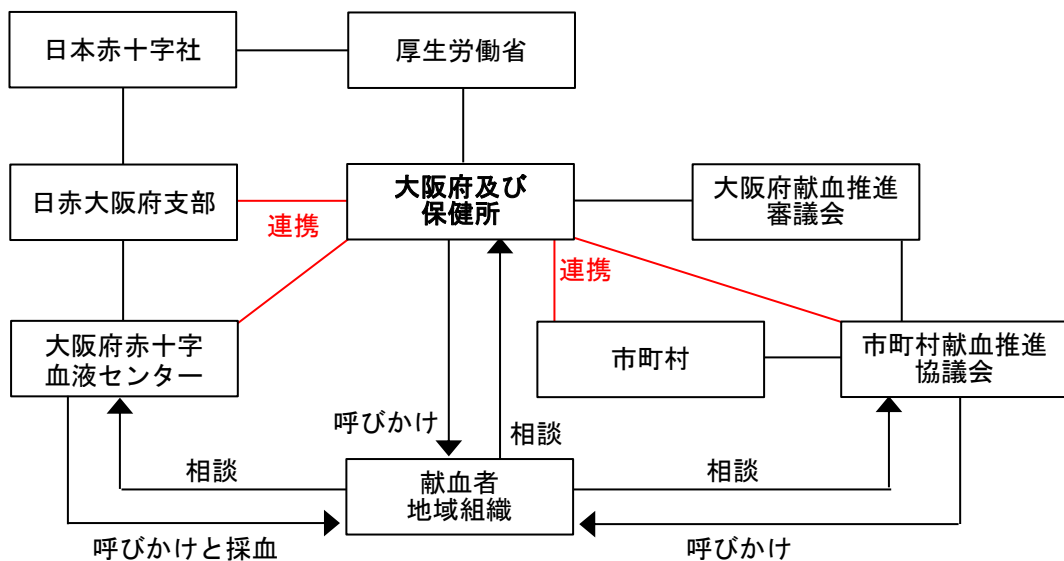 日本赤十字社
厚生労働省
日赤大阪府支部
連携
大阪府及び
保健所
大阪府献血推進
審議会
連携
大阪府赤十字
血液センター
市町村
市町村献血推進
協議会
呼びかけ
相談
相談
相談
献血者
地域組織
呼びかけと採血
呼びかけ